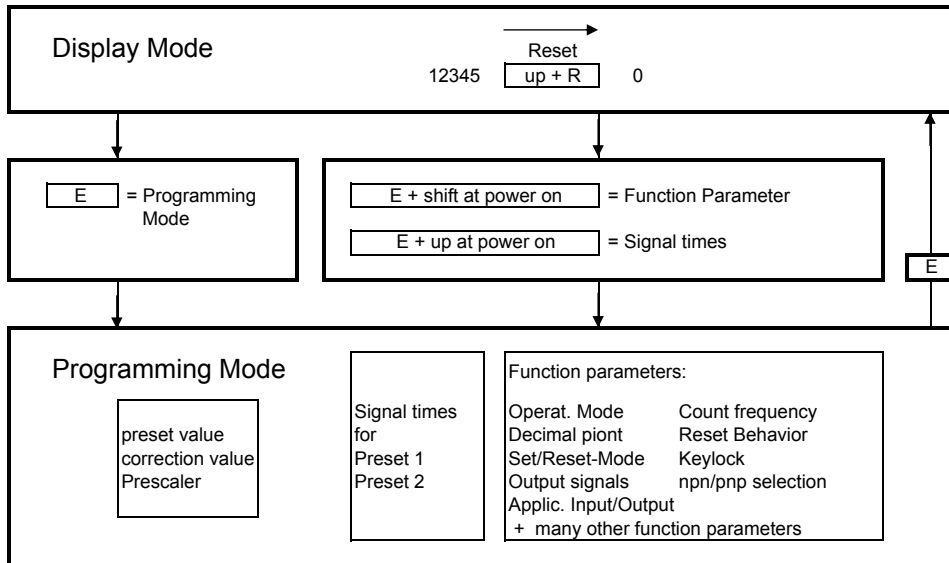 Display Mode
Reset
12345 up + R 0
E = Programming
Mode
E + shift at power on = Function Parameter
E + up at power on = Signal times
E
Programming Mode
preset value
correction value
Prescaler
Signal times
for
Preset 1
Preset 2
Function parameters:
Operat. Mode Count frequency
Decimal piont Reset Behavior
Set/Reset-Mode Keylock
Output signals npn/pnp selection
Applic. Input/Output
+ many other function parameters